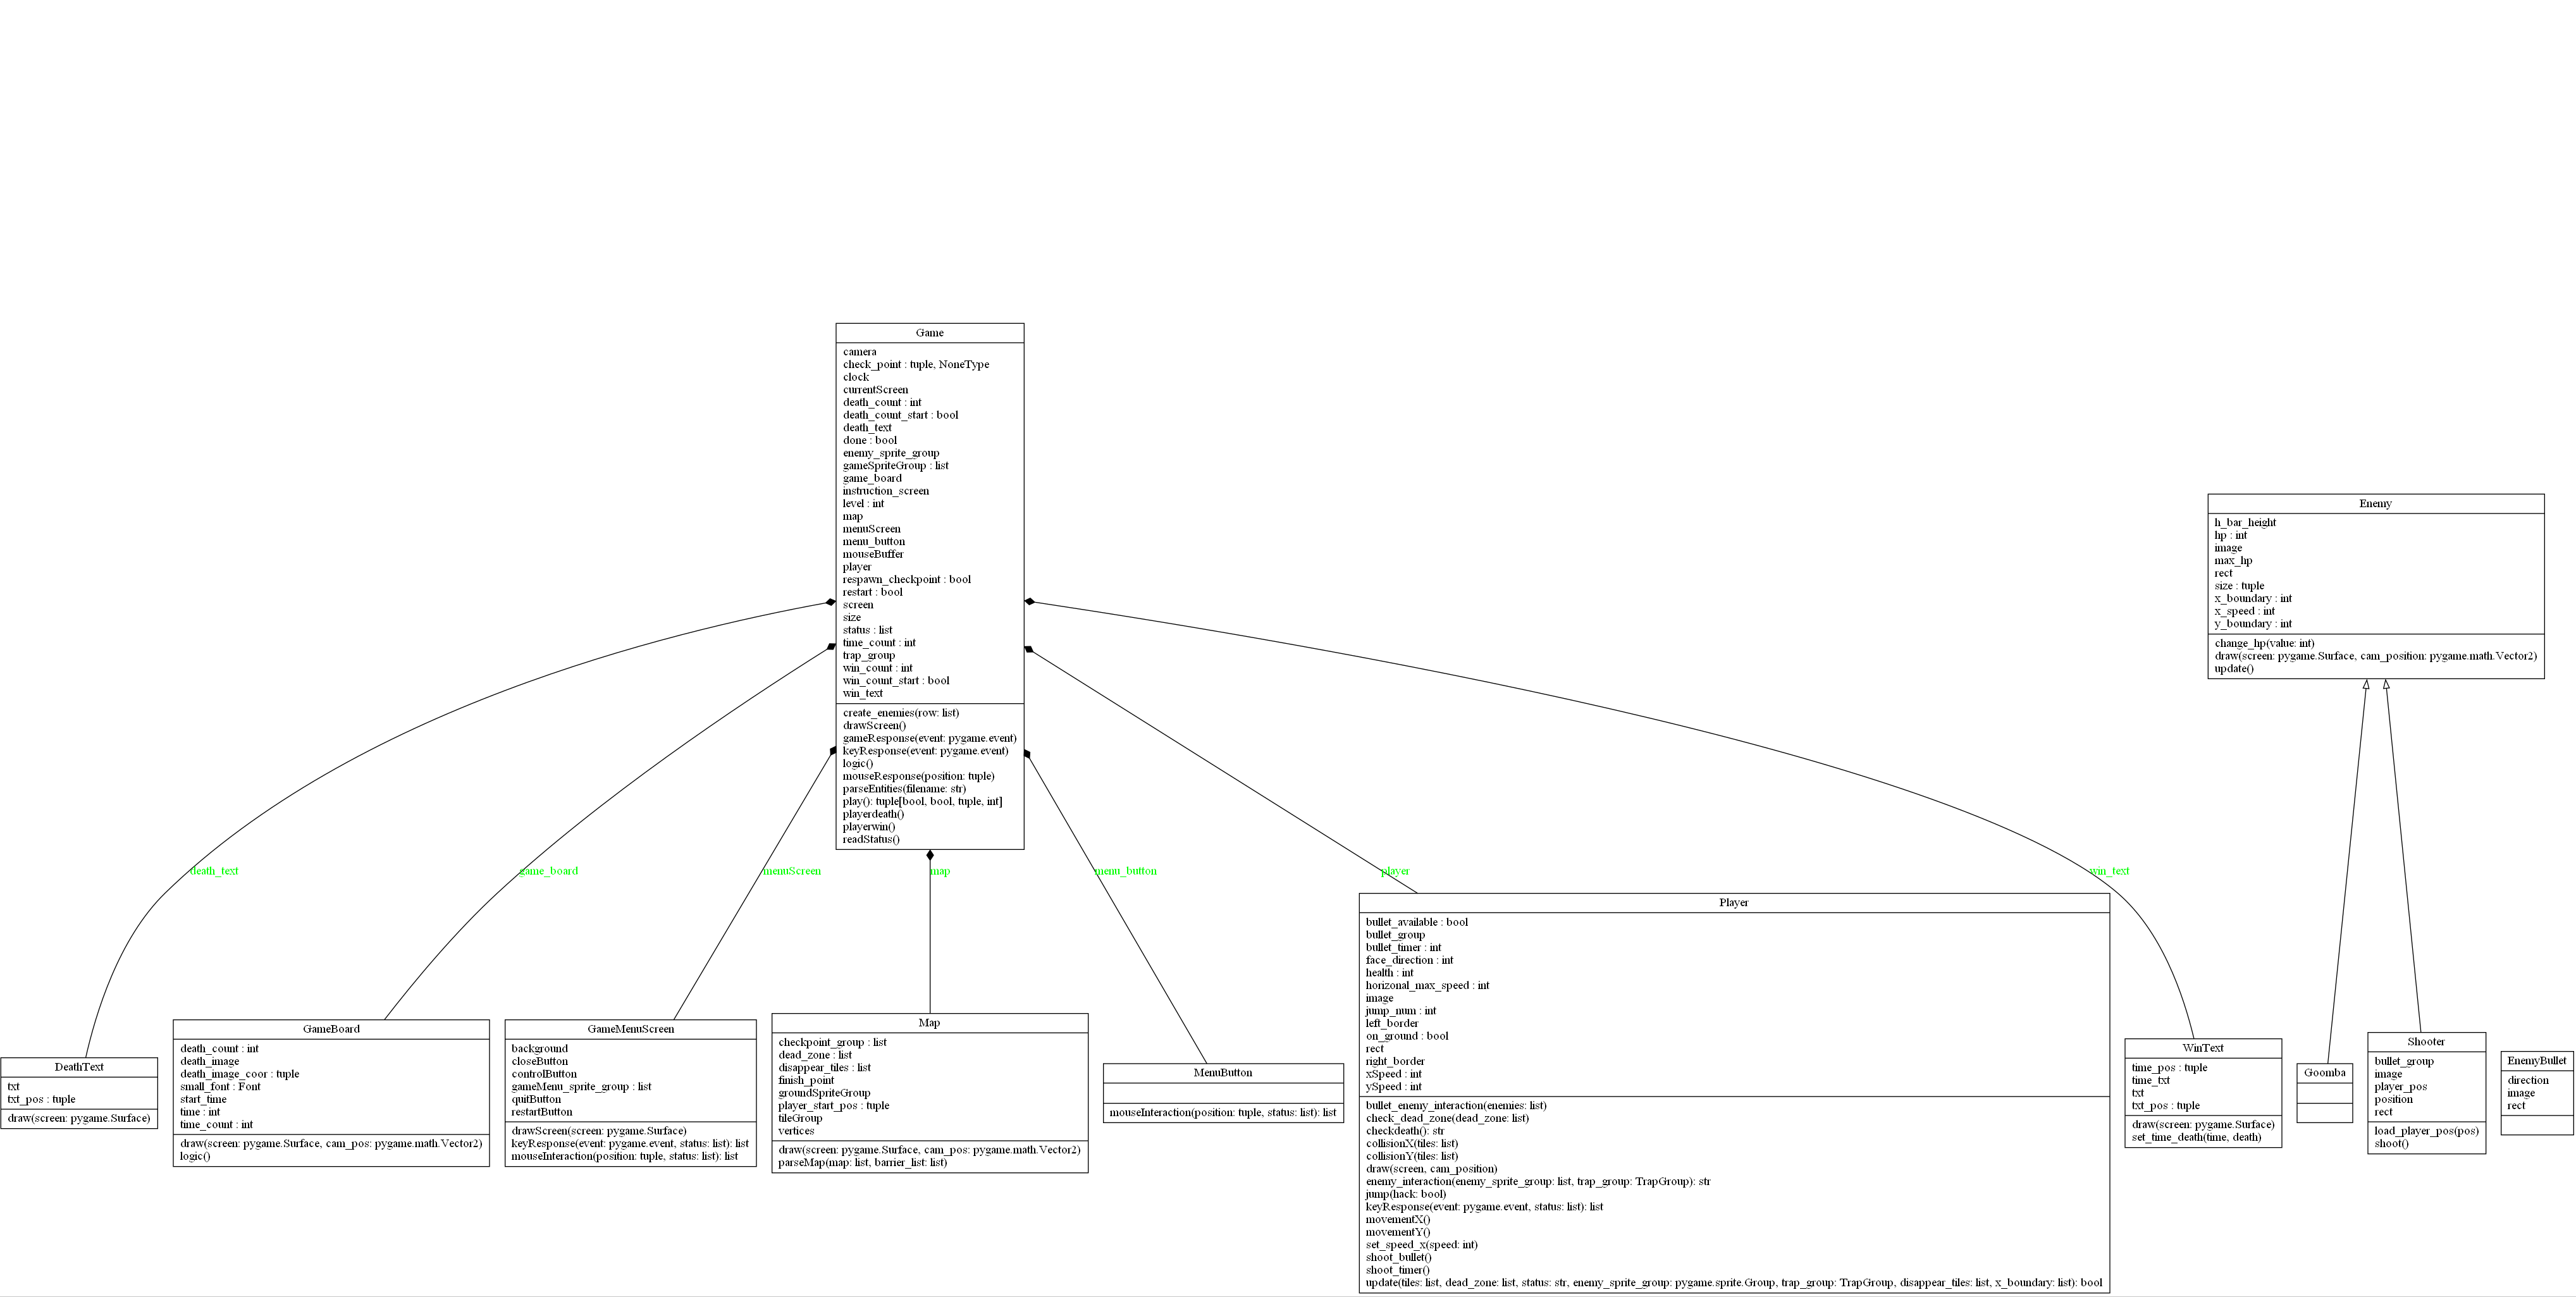 Game
camera
check_point : tuple, NoneType
clock
currentScreen
death_count : int
death_count_start : bool
death_text
done : bool
enemy_sprite_group
gameSpriteGroup : list
game_board
instruction_screen
level : int
map
menuScreen
menu_button
mouseBuffer
player
respawn_checkpoint : bool
restart : bool
screen
size
status : list
time_count : int
trap_group
win_count : int
win_count_start : bool
win_text
create_enemies(row: list)
drawScreen()
gameResponse(event: pygame.event)
keyResponse(event: pygame.event)
logic()
mouseResponse(position: tuple)
parseEntities(filename: str)
play(): tuple[bool, bool, tuple, int]
playerdeath()
playerwin()
readStatus()
Enemy
h_bar_height
hp : int
image
max_hp
rect
size : tuple
x_boundary : int
x_speed : int
y_boundary : int
change_hp(value: int)
draw(screen: pygame.Surface, cam_position: pygame.math.Vector2)
update()
death_text
game_board
menuScreen
map
menu_button
player
win_text
DeathText
txt
txt_pos : tuple
draw(screen: pygame.Surface)
GameBoard
death_count : int
death_image
death_image_coor : tuple
small_font : Font
start_time
time : int
time_count : int
draw(screen: pygame.Surface, cam_pos: pygame.math.Vector2)
logic()
GameMenuScreen
background
closeButton
controlButton
gameMenu_sprite_group : list
quitButton
restartButton
drawScreen(screen: pygame.Surface)
keyResponse(event: pygame.event, status: list): list
mouseInteraction(position: tuple, status: list): list
Map
checkpoint_group : list
dead_zone : list
disappear_tiles : list
finish_point
groundSpriteGroup
player_start_pos : tuple
tileGroup
vertices
draw(screen: pygame.Surface, cam_pos: pygame.math.Vector2)
parseMap(map: list, barrier_list: list)
MenuButton
mouseInteraction(position: tuple, status: list): list
Player
bullet_available : bool
bullet_group
bullet_timer : int
face_direction : int
health : int
horizonal_max_speed : int
image
jump_num : int
left_border
on_ground : bool
rect
right_border
xSpeed : int
ySpeed : int
bullet_enemy_interaction(enemies: list)
check_dead_zone(dead_zone: list)
checkdeath(): str
collisionX(tiles: list)
collisionY(tiles: list)
draw(screen, cam_position)
enemy_interaction(enemy_sprite_group: list, trap_group: TrapGroup): str
jump(hack: bool)
keyResponse(event: pygame.event, status: list): list
movementX()
movementY()
set_speed_x(speed: int)
shoot_bullet()
shoot_timer()
update(tiles: list, dead_zone: list, status: str, enemy_sprite_group: pygame.sprite.Group, trap_group: TrapGroup, disappear_tiles: list, x_boundary: list): bool
WinText
time_pos : tuple
time_txt
txt
txt_pos : tuple
draw(screen: pygame.Surface)
set_time_death(time, death)
Goomba
Shooter
bullet_group
image
player_pos
position
rect
load_player_pos(pos)
shoot()
EnemyBullet
direction
image
rect